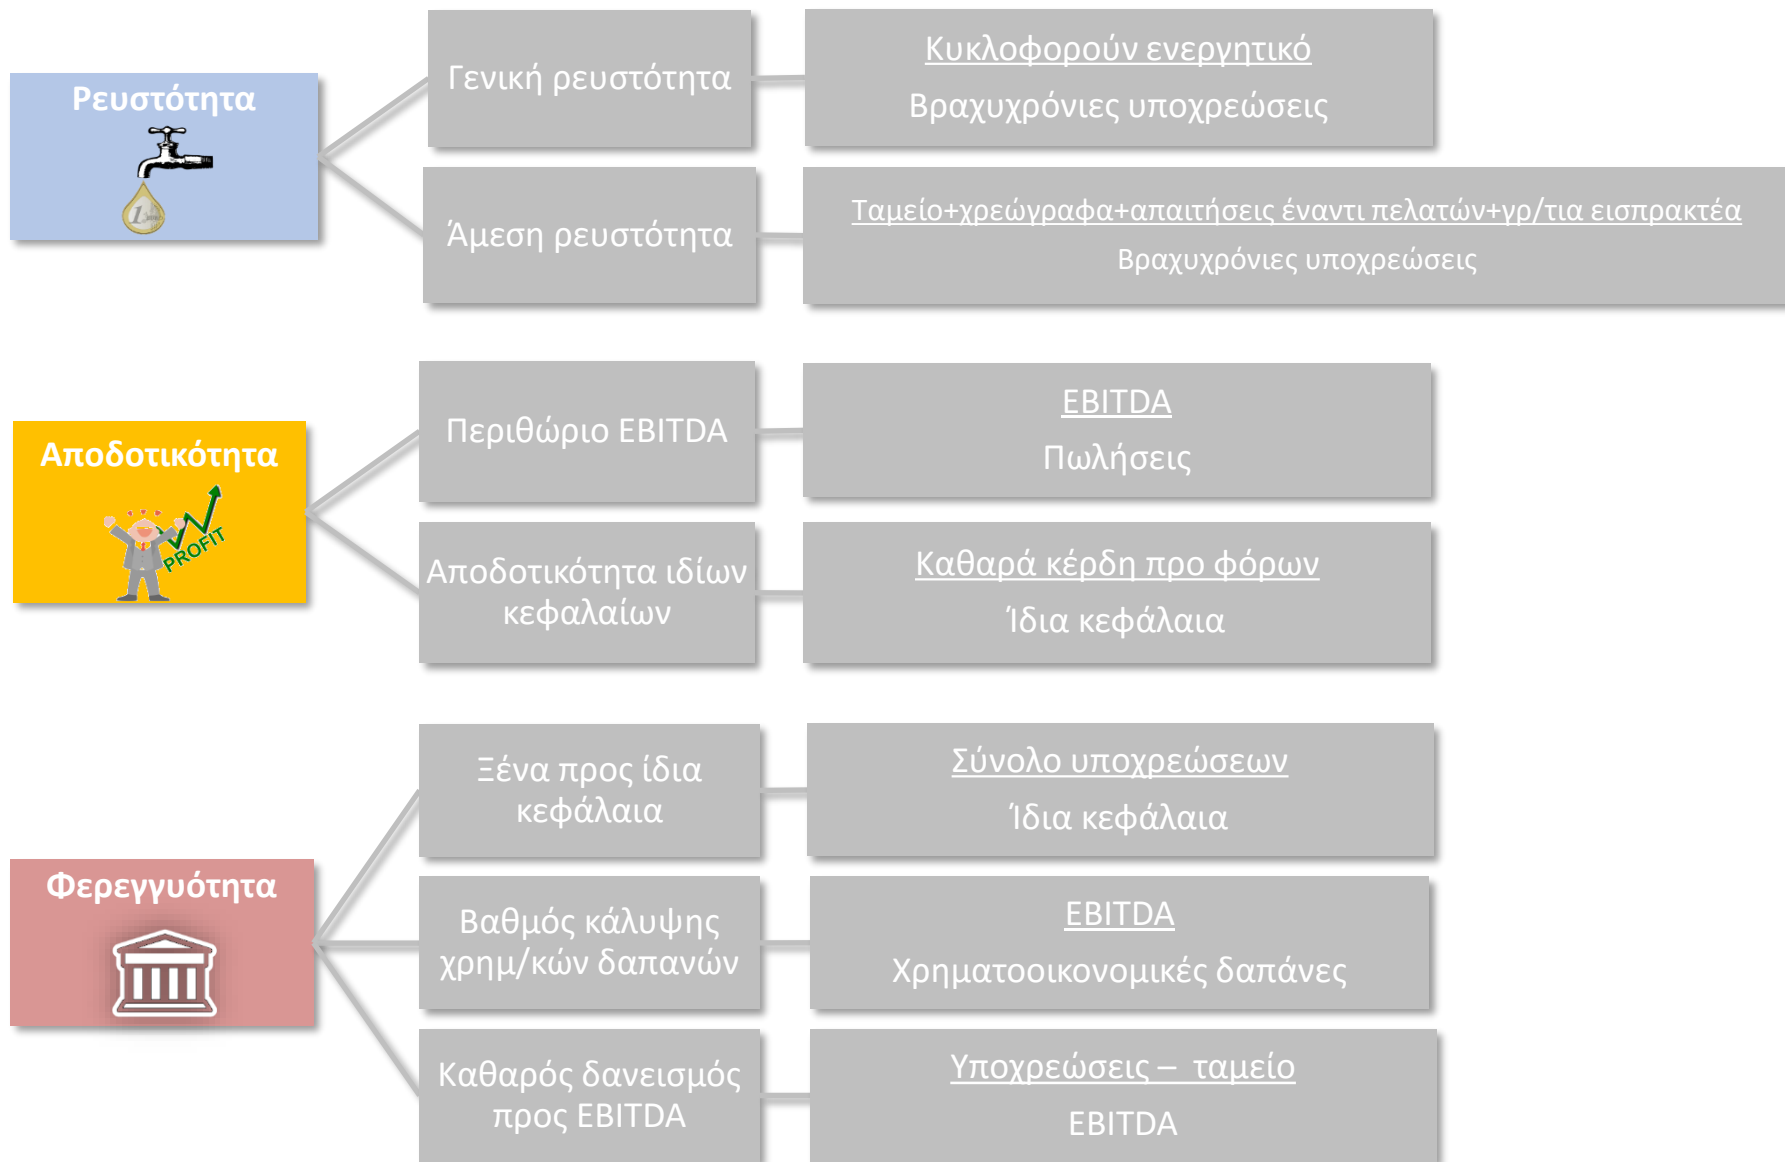 Ρευστότητα
Γενική ρευστότητα
Κυκλοφορούν ενεργητικό
Βραχυχρόνιες υποχρεώσεις
Άμεση ρευστότητα
Ταμείο+χρεώγραφα+απαιτήσεις έναντι πελατών+γρ/τια εισπρακτέα
Βραχυχρόνιες υποχρεώσεις
Αποδοτικότητα
PROFIT
Περιθώριο EBITDA
EBITDA
Πωλήσεις
Αποδοτικότητα ιδίων
κεφαλαίων
Καθαρά κέρδη προ φόρων
Ίδια κεφάλαια
Φερεγγυότητα
Ξένα προς ίδια
κεφάλαια
Σύνολο υποχρεώσεων
Ίδια κεφάλαια
Βαθμός κάλυψης
χρημ/κών δαπανών
EBITDA
Χρηματοοικονομικές δαπάνες
Καθαρός δανεισμός
προς EBITDA
Υποχρεώσεις – ταμείο
EBITDA